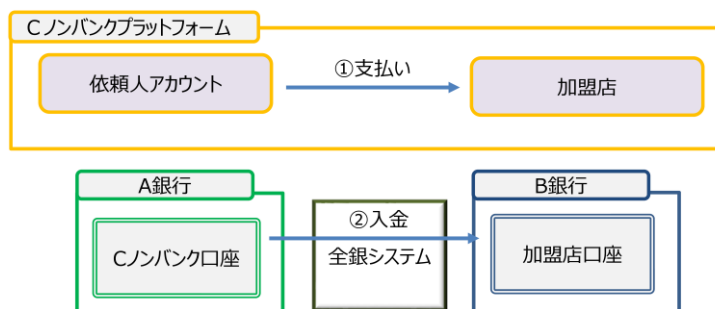 Cノンバンクプラットフォーム
依頼人アカウント
①支払い
加盟店
A銀行
B銀行
Cノンバンク口座
②入金
全銀システム
加盟店口座